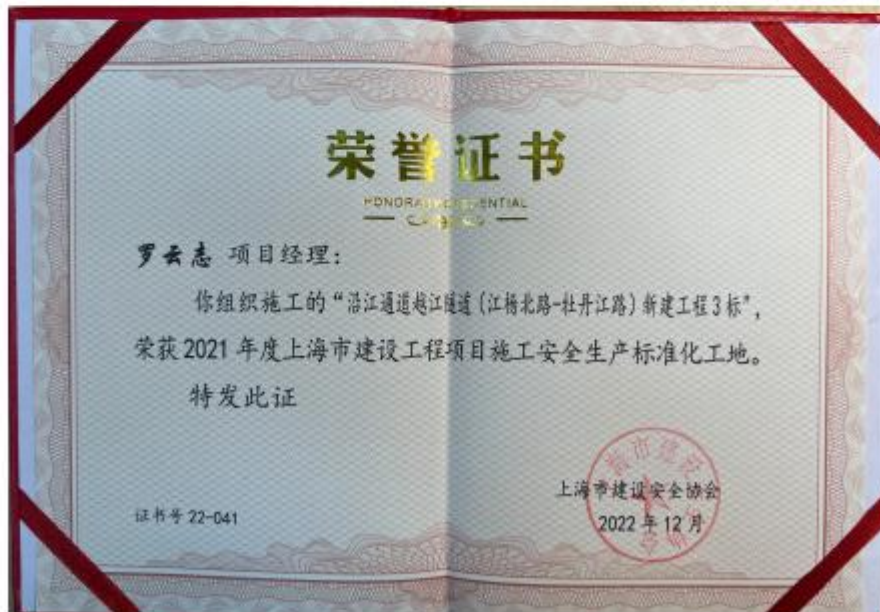 荣誉证书
罗云志 项目经理：
你组织施工的“沿江通道越江隧道(江杨北路-牡丹江路)新建工程3标”，
荣获2021年度上海市建设工程项目施工安全生产标准化工地。
特发此证
上海市建设安全协会
证书号 22-041
2022年12月